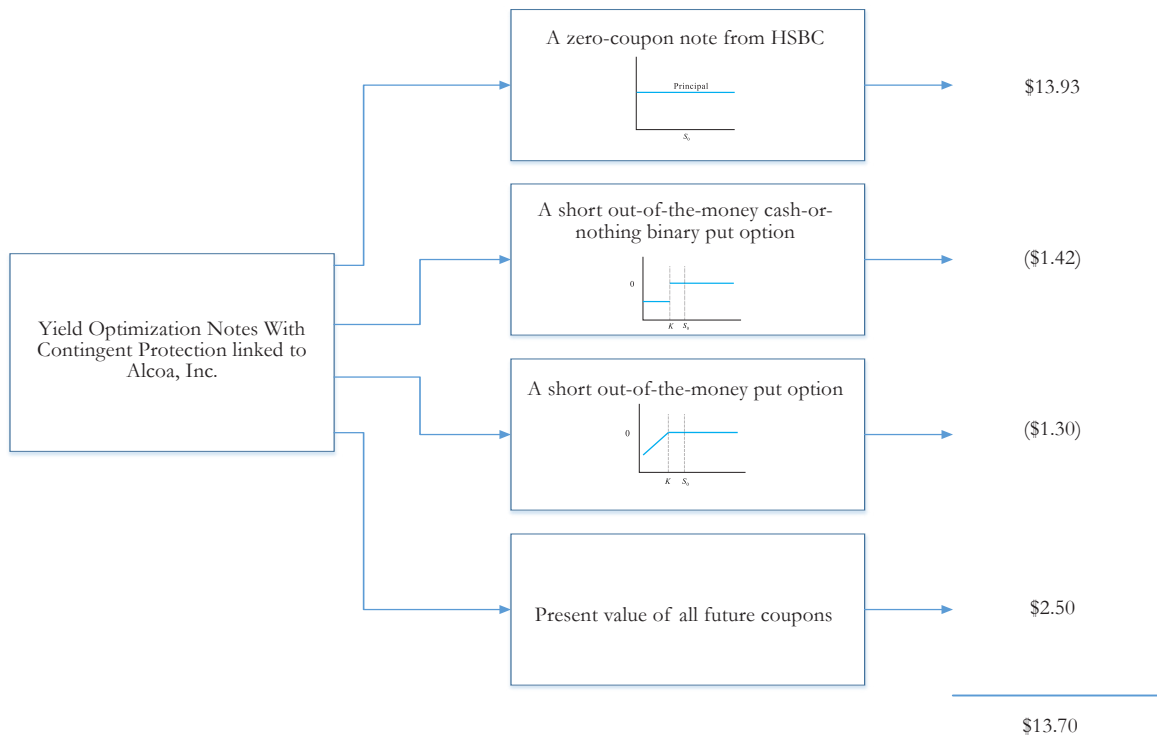 A zero-coupon note from HSBC
Principal
S0
$13.93
A short out-of-the-money cash-or-
nothing binary put option
0
K S0
($1.42)
Yield Optimization Notes With
Contingent Protection linked to
Alcoa, Inc.
A short out-of-the-money put option
0
K S0
($1.30)
Present value of all future coupons
$2.50
$13.70